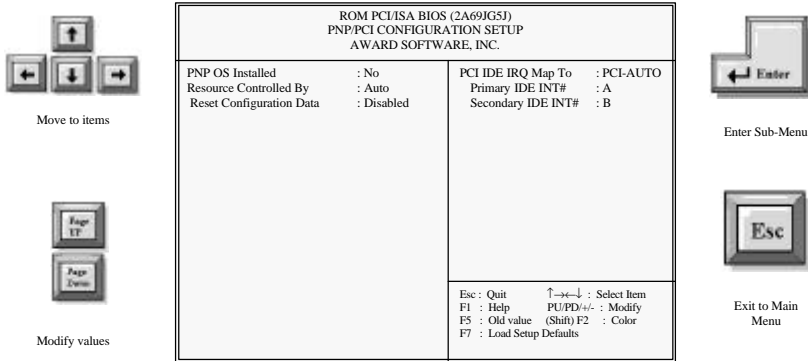 ROM PCI/ISA BIOS (2A69JG5J)
PNP/PCI CONFIGURATION SETUP
AWARD SOFTWARE, INC.
PNP OS Installed : No
Resource Controlled By : Auto
Reset Configuration Data : Disabled
PCI IDE IRQ Map To : PCI-AUTO
Primary IDE INT# : A
Secondary IDE INT# : B
Esc : Quit ↑→←↓ : Select Item
F1 : Help PU/PD/+/- : Modify
F5 : Old value (Shift) F2 : Color
F7 : Load Setup Defaults
Move to items
Page
UP
Page
Down
Modify values
Enter
Enter Sub-Menu
Esc
Exit to Main
Menu